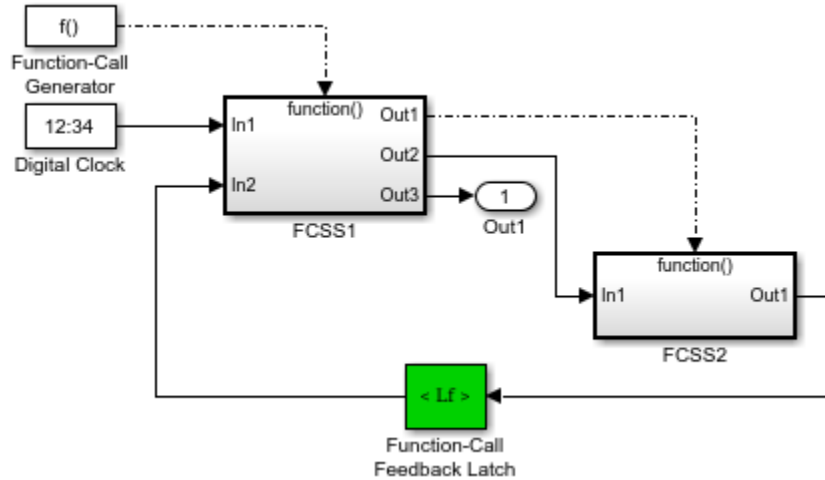 f()
Function-Call
Generator
12:34
Digital Clock
function()
In1
In2
Out1
Out2
Out3
FCSS1
1
Out1
function()
In1
Out1
FCSS2
< Lf >
Function-Call
Feedback Latch